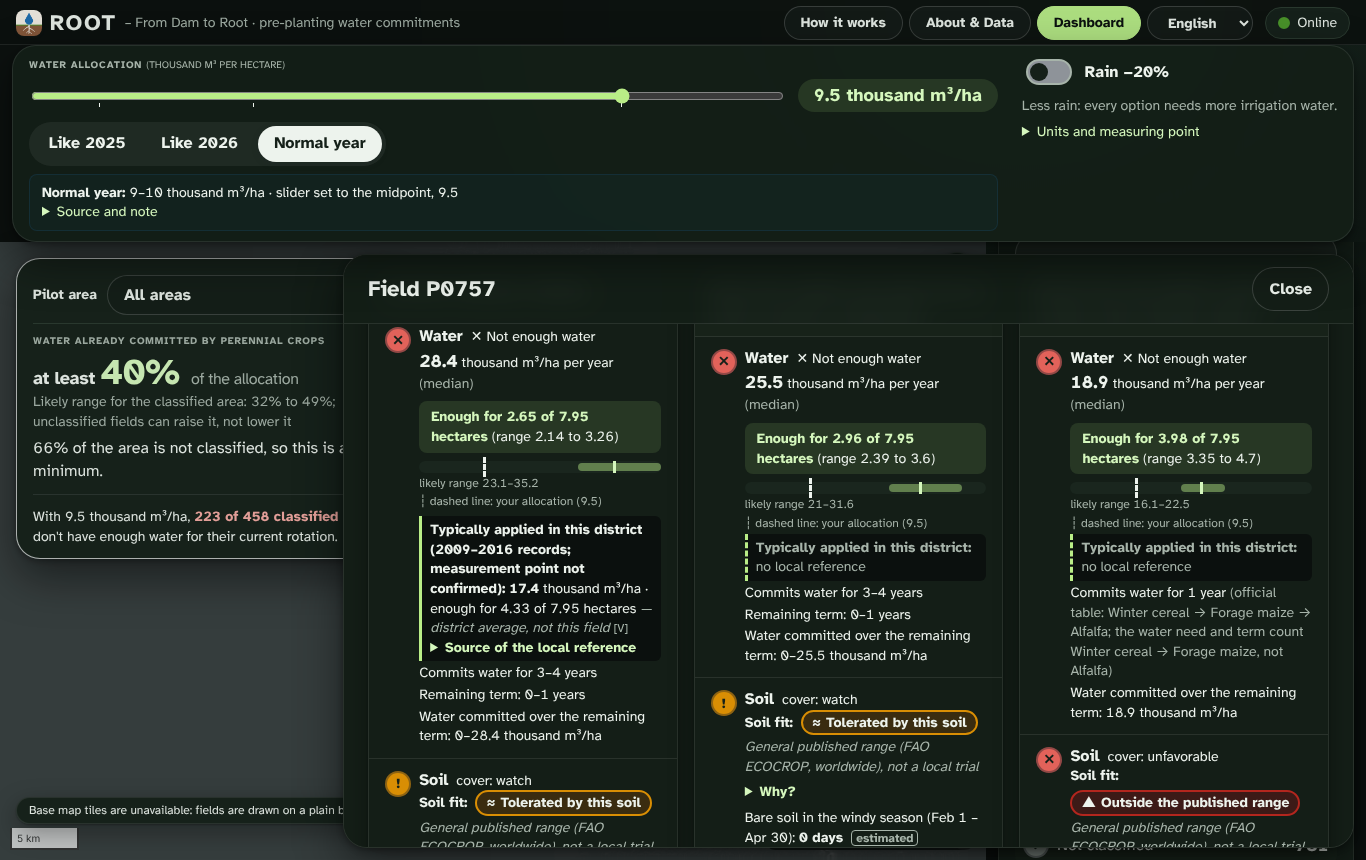 ROOT – From Dam to Root · pre-planting water commitments
How it works
About & Data
Dashboard
English
Online
WATER ALLOCATION (THOUSAND M³ PER HECTARE)
9.5 thousand m³/ha
Like 2025
Like 2026
Normal year
Normal year: 9–10 thousand m³/ha · slider set to the midpoint, 9.5
▶ Source and note
Rain −20%
Less rain: every option needs more irrigation water.
▶ Units and measuring point
Pilot area
All areas
WATER ALREADY COMMITTED BY PERENNIAL CROPS
at least 40% of the allocation
Likely range for the classified area: 32% to 49%;
unclassified fields can raise it, not lower it
66% of the area is not classified, so this is a
minimum.
With 9.5 thousand m³/ha, 223 of 458 classified
don't have enough water for their current rotation.
Base map tiles are unavailable: fields are drawn on a plain
5 km
Field P0757
Close
Water ✕ Not enough water
28.4 thousand m³/ha per year
(median)
Enough for 2.65 of 7.95
hectares (range 2.14 to 3.26)
likely range 23.1–35.2
┆ dashed line: your allocation (9.5)
Typically applied in this district
(2009–2016 records;
measurement point not
confirmed): 17.4 thousand m³/ha ·
enough for 4.33 of 7.95 hectares —
district average, not this field [V]
▶ Source of the local reference
Commits water for 3–4 years
Remaining term: 0–1 years
Water committed over the remaining
term: 0–28.4 thousand m³/ha
Soil cover: watch
Soil fit: ≈ Tolerated by this soil
General published range (FAO
ECOCROP, worldwide), not a local trial
Water ✕ Not enough water
25.5 thousand m³/ha per year
(median)
Enough for 2.96 of 7.95
hectares (range 2.39 to 3.6)
likely range 21–31.6
┆ dashed line: your allocation (9.5)
Typically applied in this district:
no local reference
Commits water for 3–4 years
Remaining term: 0–1 years
Water committed over the remaining
term: 0–25.5 thousand m³/ha
Soil cover: watch
Soil fit: ≈ Tolerated by this soil
General published range (FAO
ECOCROP, worldwide), not a local trial
▶ Why?
Bare soil in the windy season (Feb 1 –
Apr 30): 0 days estimated
Water ✕ Not enough water
18.9 thousand m³/ha per year
(median)
Enough for 3.98 of 7.95
hectares (range 3.35 to 4.7)
likely range 16.1–22.5
┆ dashed line: your allocation (9.5)
Typically applied in this district:
no local reference
Commits water for 1 year (official
table: Winter cereal → Forage maize →
Alfalfa; the water need and term count
Winter cereal → Forage maize, not
Alfalfa)
Remaining term: 0–1 years
Water committed over the remaining
term: 18.9 thousand m³/ha
Soil cover: unfavorable
Soil fit:
▲ Outside the published range
General published range (FAO
ECOCROP, worldwide), not a local trial